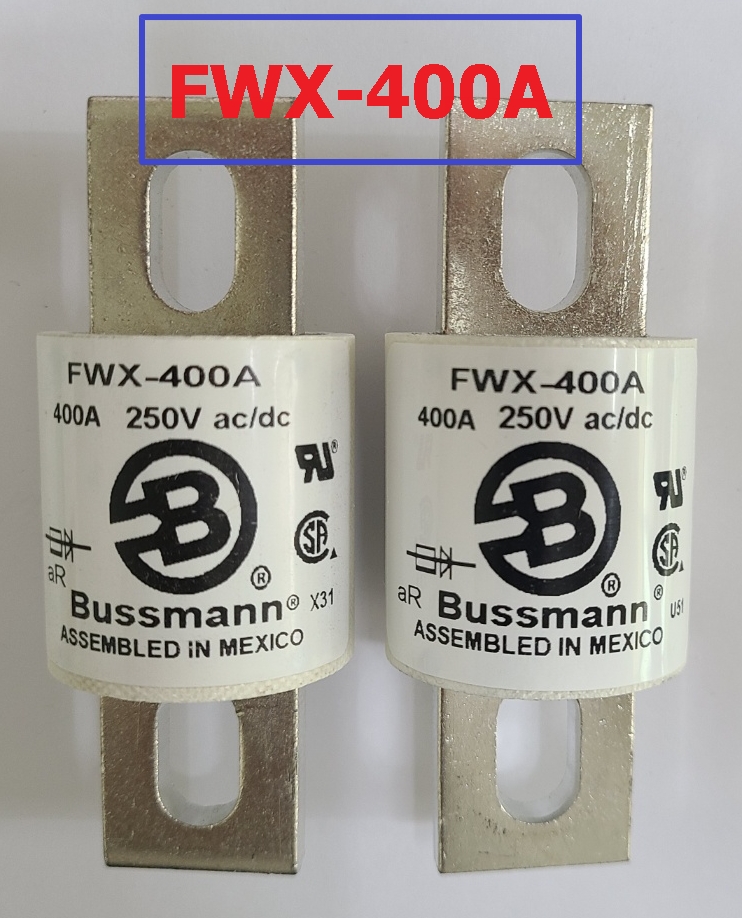 FWX-400A
FWX-400A
400A 250V ac/dc
B
®
aR
Bussmann® X31
ASSEMBLED IN MEXICO
FWX-400A
400A 250V ac/dc
B
®
aR
Bussmann® U51
ASSEMBLED IN MEXICO